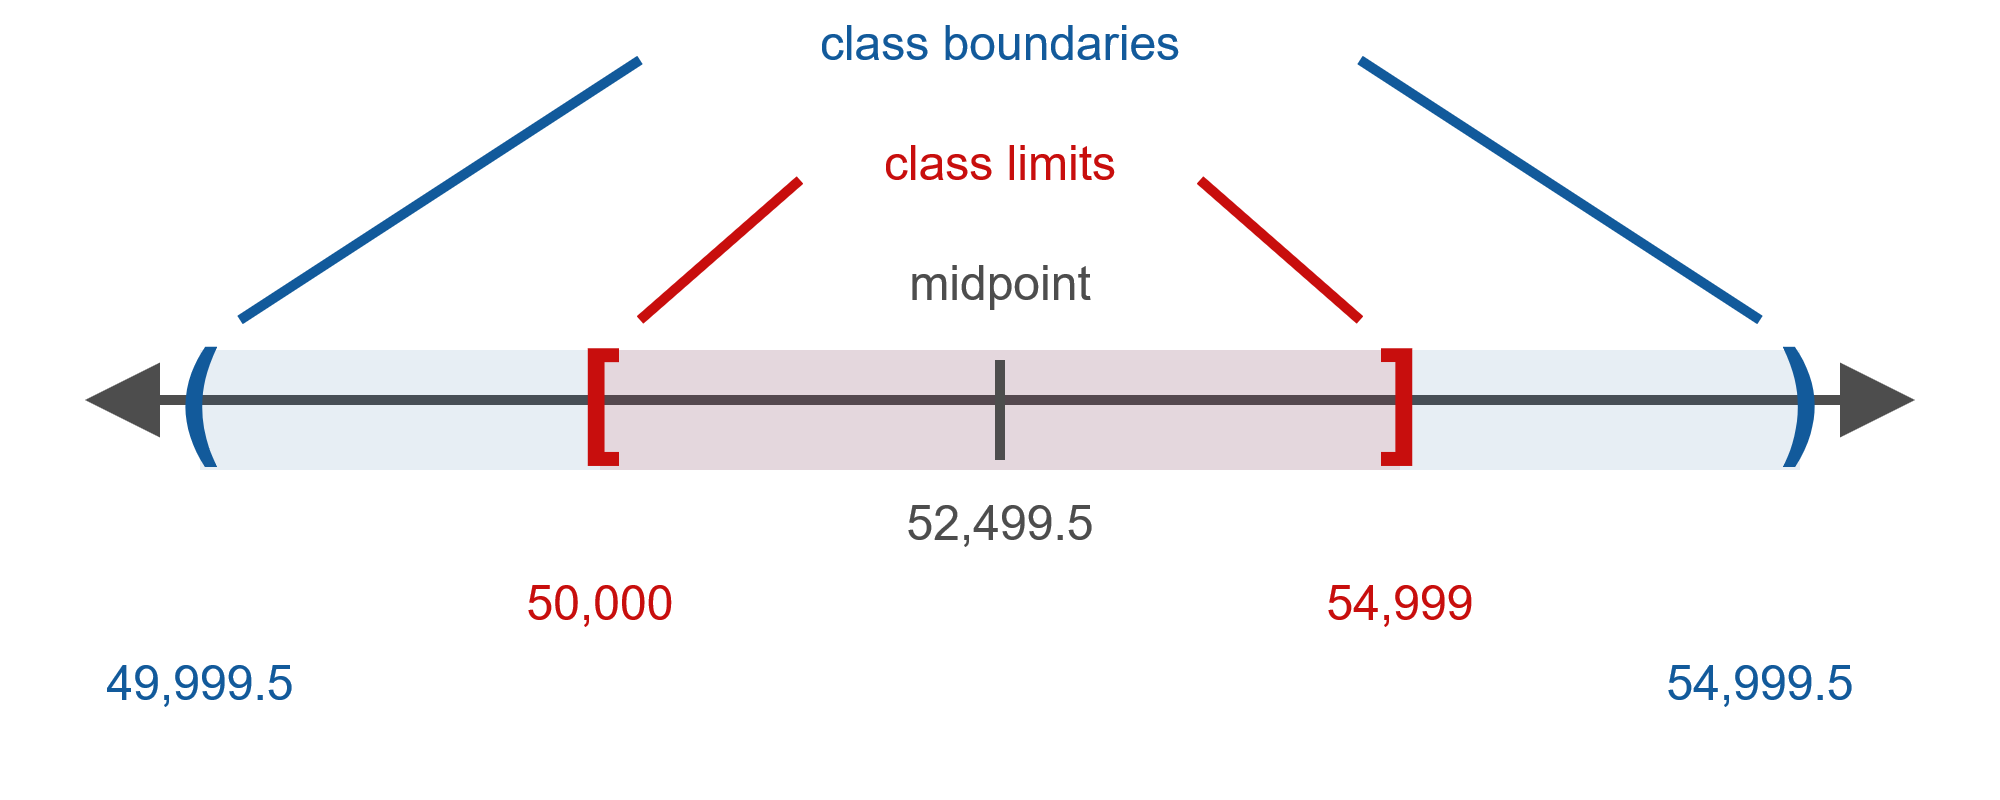 class boundaries
class limits
midpoint
[ ]
( )
52,499.5
50,000 54,999
49,999.5 54,999.5